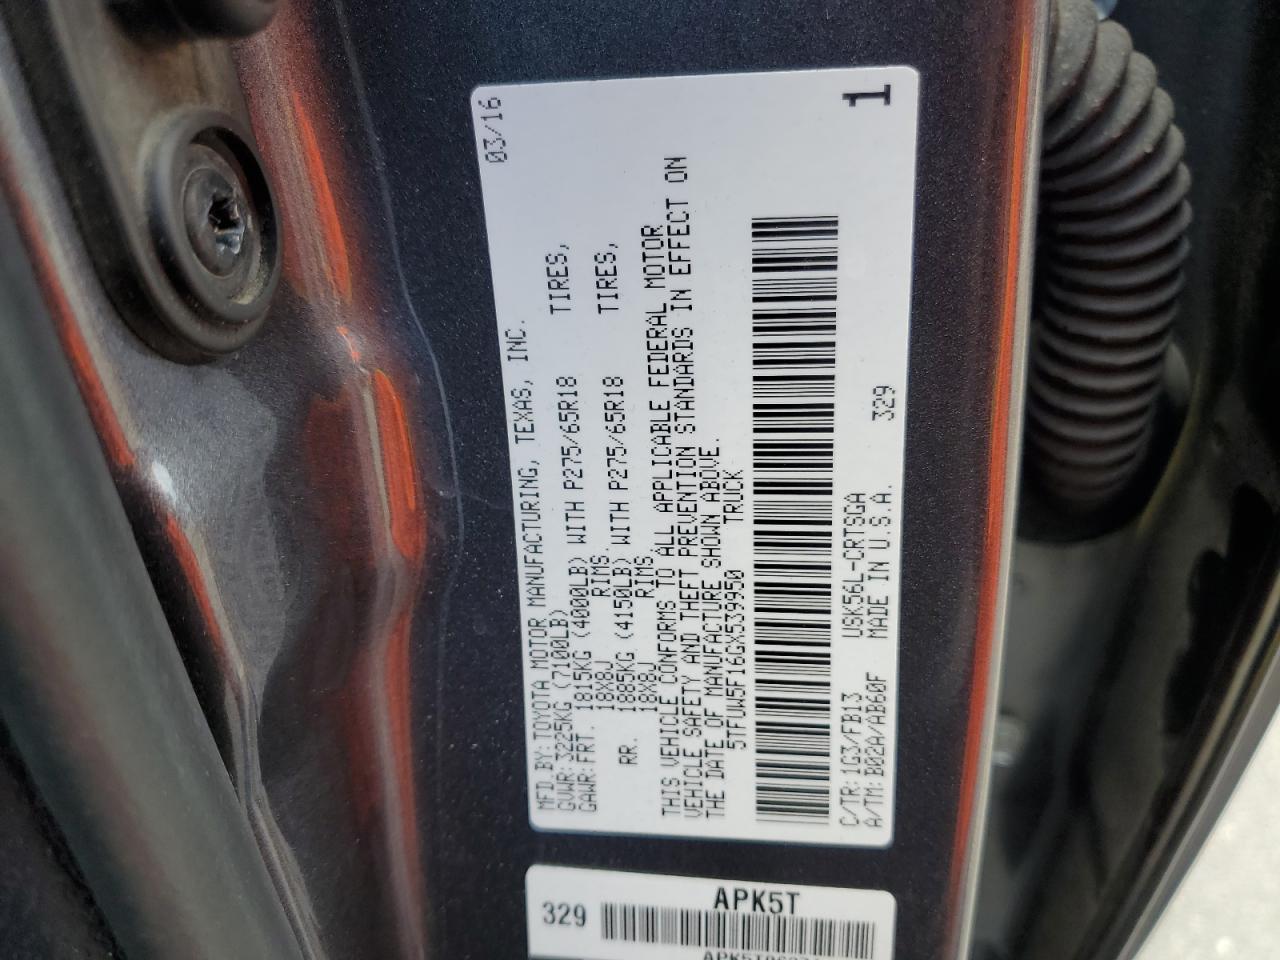 MFD.BY: TOYOTA MOTOR MANUFACTURING, TEXAS, INC. 03/16
GVWR: 3225KG (7100LB)
GAWR: FRT. 1815KG (4000LB) WITH P275/65R18 TIRES,
18X8J RIMS.
RR. 1885KG (4150LB) WITH P275/65R18 TIRES,
18X8J RIMS
THIS VEHICLE CONFORMS TO ALL APPLICABLE FEDERAL MOTOR
VEHICLE SAFETY AND THEFT PREVENTION STANDARDS IN EFFECT ON
THE DATE OF MANUFACTURE SHOWN ABOVE.
5TFUW5F16GX539950 TRUCK
C/TR: 1G3/FB13 USK56L-CRTSGA 329
A/TM: B02A/AB60F MADE IN U.S.A.
1
APK5T
329